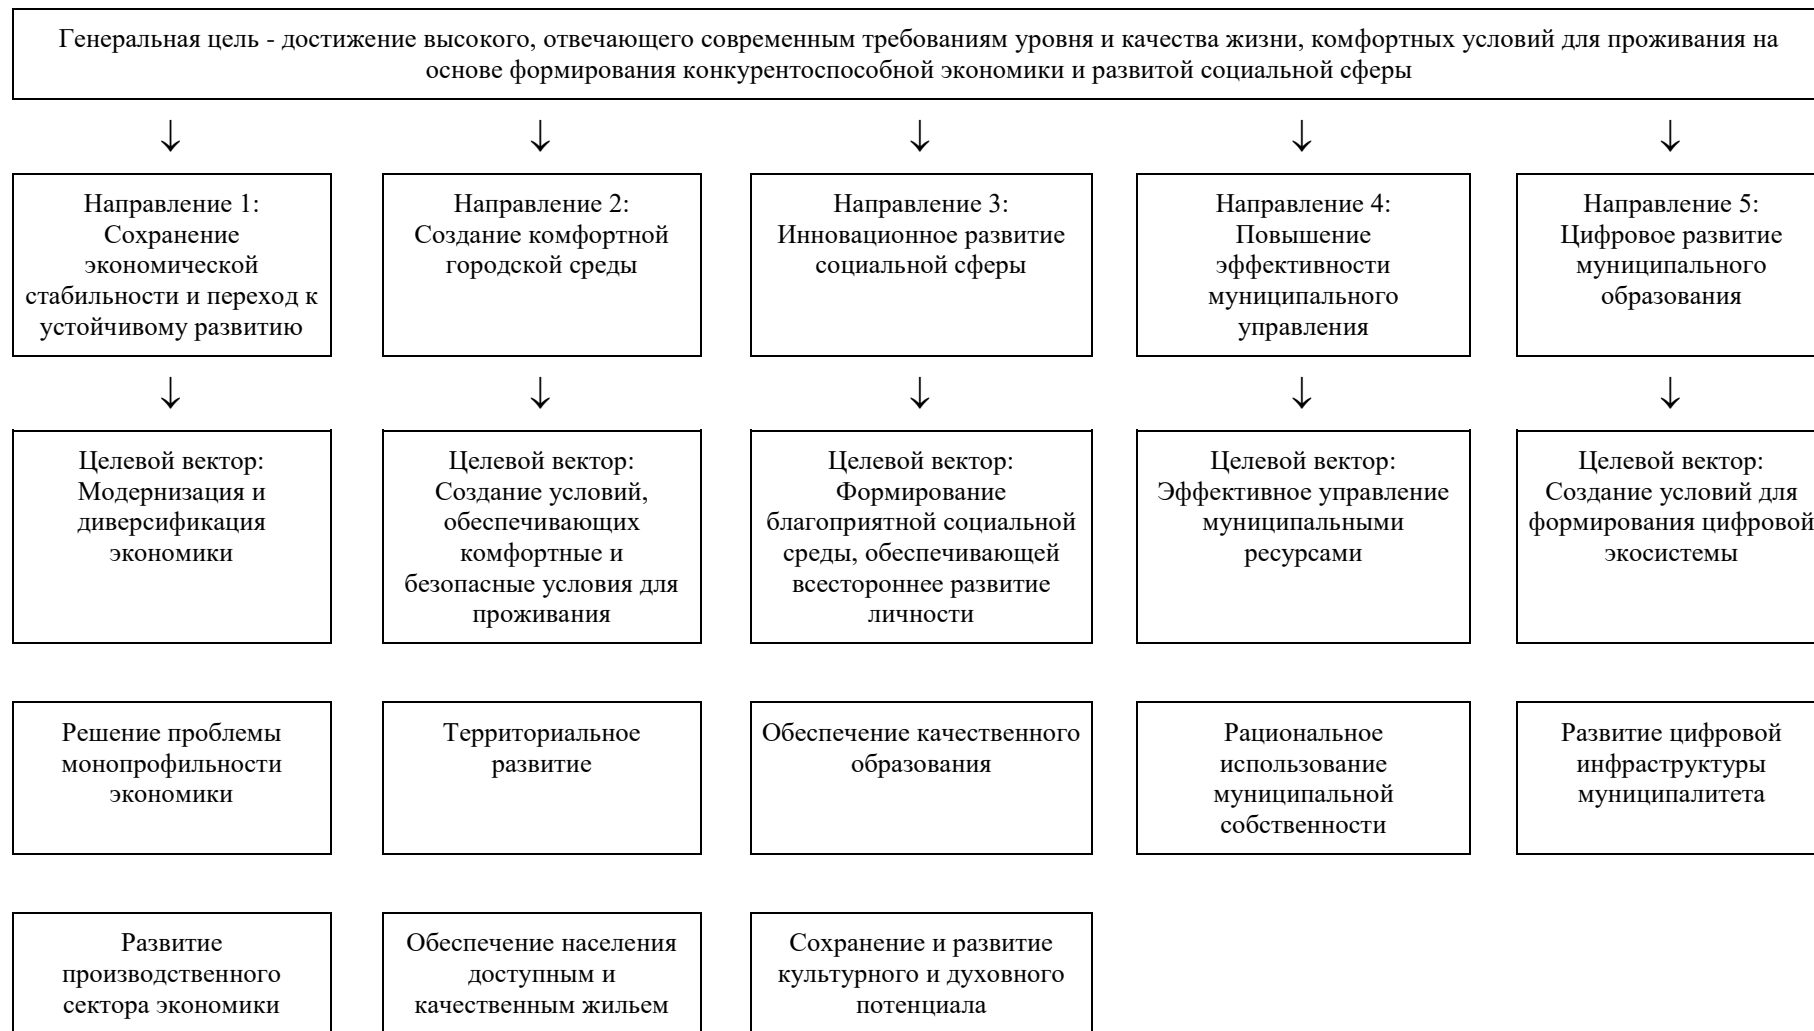 Генеральная цель - достижение высокого, отвечающего современным требованиям уровня и качества жизни, комфортных условий для проживания на
основе формирования конкурентоспособной экономики и развитой социальной сферы
Направление 1:
Сохранение
экономической
стабильности и переход к
устойчивому развитию
Направление 2:
Создание комфортной
городской среды
Направление 3:
Инновационное развитие
социальной сферы
Направление 4:
Повышение
эффективности
муниципального
управления
Направление 5:
Цифровое развитие
муниципального
образования
Целевой вектор:
Модернизация и
диверсификация
экономики
Целевой вектор:
Создание условий,
обеспечивающих
комфортные и
безопасные условия для
проживания
Целевой вектор:
Формирование
благоприятной социальной
среды, обеспечивающей
всестороннее развитие
личности
Целевой вектор:
Эффективное управление
муниципальными
ресурсами
Целевой вектор:
Создание условий для
формирования цифровой
экосистемы
Решение проблемы
монопрофильности
экономики
Территориальное
развитие
Обеспечение качественного
образования
Рациональное
использование
муниципальной
собственности
Развитие цифровой
инфраструктуры
муниципалитета
Развитие
производственного
сектора экономики
Обеспечение населения
доступным и
качественным жильем
Сохранение и развитие
культурного и духовного
потенциала